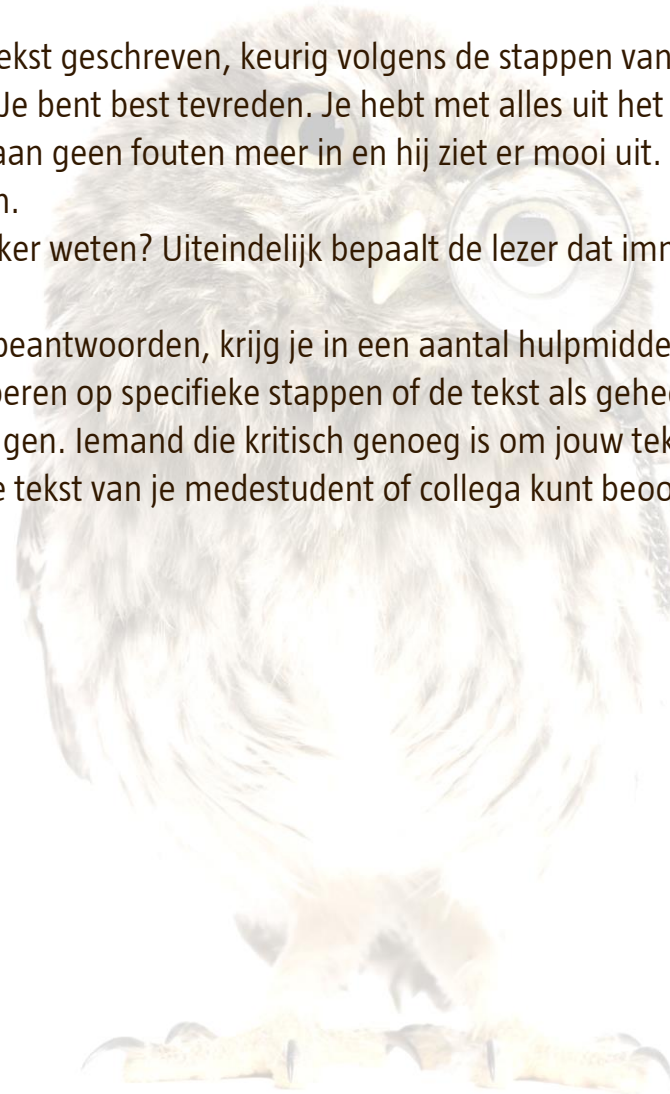 ekst geschreven, keurig volgens de stappen van
Je bent best tevreden. Je hebt met alles uit het
aan geen fouten meer in en hij ziet er mooi uit.
n.
ker weten? Uiteindelijk bepaalt de lezer dat imm
beantwoorden, krijg je in een aantal hulpmidde
eren op specifieke stappen of de tekst als gehe
gen. Iemand die kritisch genoeg is om jouw tek
e tekst van je medestudent of collega kunt beoo